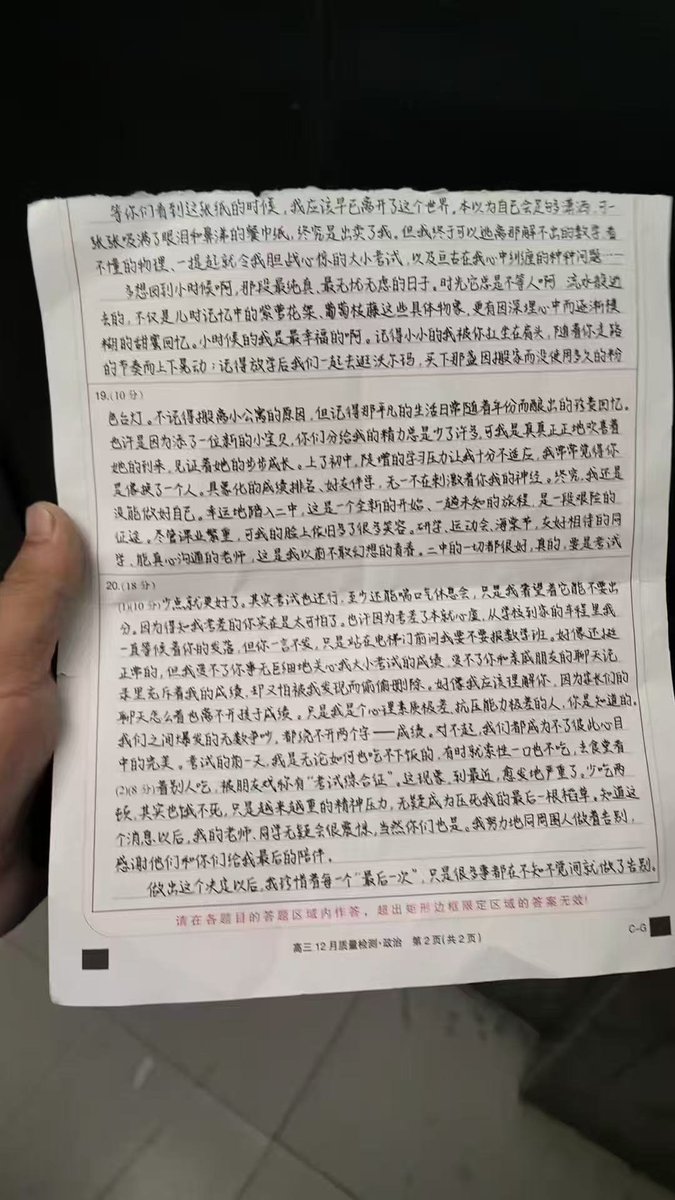 等你们看到这张纸的时候，我应该早已离开了这个世界。本以为自己会足够潇洒，可一
张张吸满了眼泪和鼻涕的餐巾纸，终究是出卖了我。但我终于可以逃离那解不出的数学，看
不懂的物理、一提起就令我胆战心惊的大小考试，以及亘古在我心中纠缠的种种问题……
多想回到小时候啊，那段最纯真、最无忧无虑的日子。时光它总是不等人啊，流水般逝
去的，不仅是儿时记忆中的紫萝花架、葡萄枝藤这些具体物象，更有因深埋心中而逐渐模
糊的甜蜜回忆。小时候的我是最幸福的啊。记得小小的我被你扛坐在肩头，随着你走路
的节奏而上下晃动；记得放学后我们一起去逛沃尔玛，买下那盏因搬家而没使用多久的粉
19.(10分)
色台灯。不记得搬离小公寓的原因，但记得那平凡的生活日常随着年份而酿出的珍贵回忆。
也许是因为添了一位新的小宝贝，你们分给我的精力总是少了许多，可我是真真正正地欢喜着
她的到来，见证着她的步步成长。上了初中，陡增的学习压力让我十分不适应，我常常觉得你
是像换了一个人。具象化的成绩排名、好友伴学，无一不在刺激着你我的神经。终究，我还是
没能做好自己。幸运地踏入二中，这是一个全新的开始、一趟未知的旅程，是一段艰险的
征途。尽管课业繁重，可我的脸上依旧多了很多笑容。研学、运动会、海棠节，友好相待的同
学、能真心沟通的老师，这是我以前不敢幻想的青春。二中的一切都很好，真的，要是考试
20.(18分)
(1)(10分)少点就更好了。其实考试也还行，至少还能喘口气休息会，只是我希望着它能不要出
分。因为得知我考差的你实在是太可怕了。也许因为考差了本就心虚，从学校到家的车程里我
一直等候着你的发落，但你一言不发，只是站在电梯门前问我要不要报数学班。好像还挺
正常的，但我受不了你事无巨细地关心我大小考试的成绩，受不了你和亲戚朋友的聊天记
录里充斥着我的成绩，却又怕被我发现而偷偷删除。好像我应该理解你，因为家长们的
聊天怎么着也离不开孩子成绩。只是我是个心理素质极差、抗压能力极差的人，你是知道的。
我们之间爆发的无数争吵，都绕不开两个字——成绩。对不起，我们都成为不了彼此心目
中的完美。考试的前一天，我是无论如何也吃不下饭的，有时就索性一口也不吃，去食堂看
(2)(8分)着别人吃，被朋友戏称有“考试综合征”。这现象，到最近，愈发地严重了。少吃两
顿，其实也饿不死，只是越来越重的精神压力，无疑成为压死我的最后一根稻草。知道这
个消息以后，我的老师、同学无疑会很震惊，当然你们也是。我努力地同周围人做着告别，
感谢他们和你们给我最后的陪伴。
做出这个决定以后，我珍惜着每一个“最后一次”，只是很多事都在不知不觉间就做了告别。
请在各题目的答题区域内作答，超出矩形边框限定区域的答案无效！
高三12月质量检测·政治 第2页(共2页)
C-G